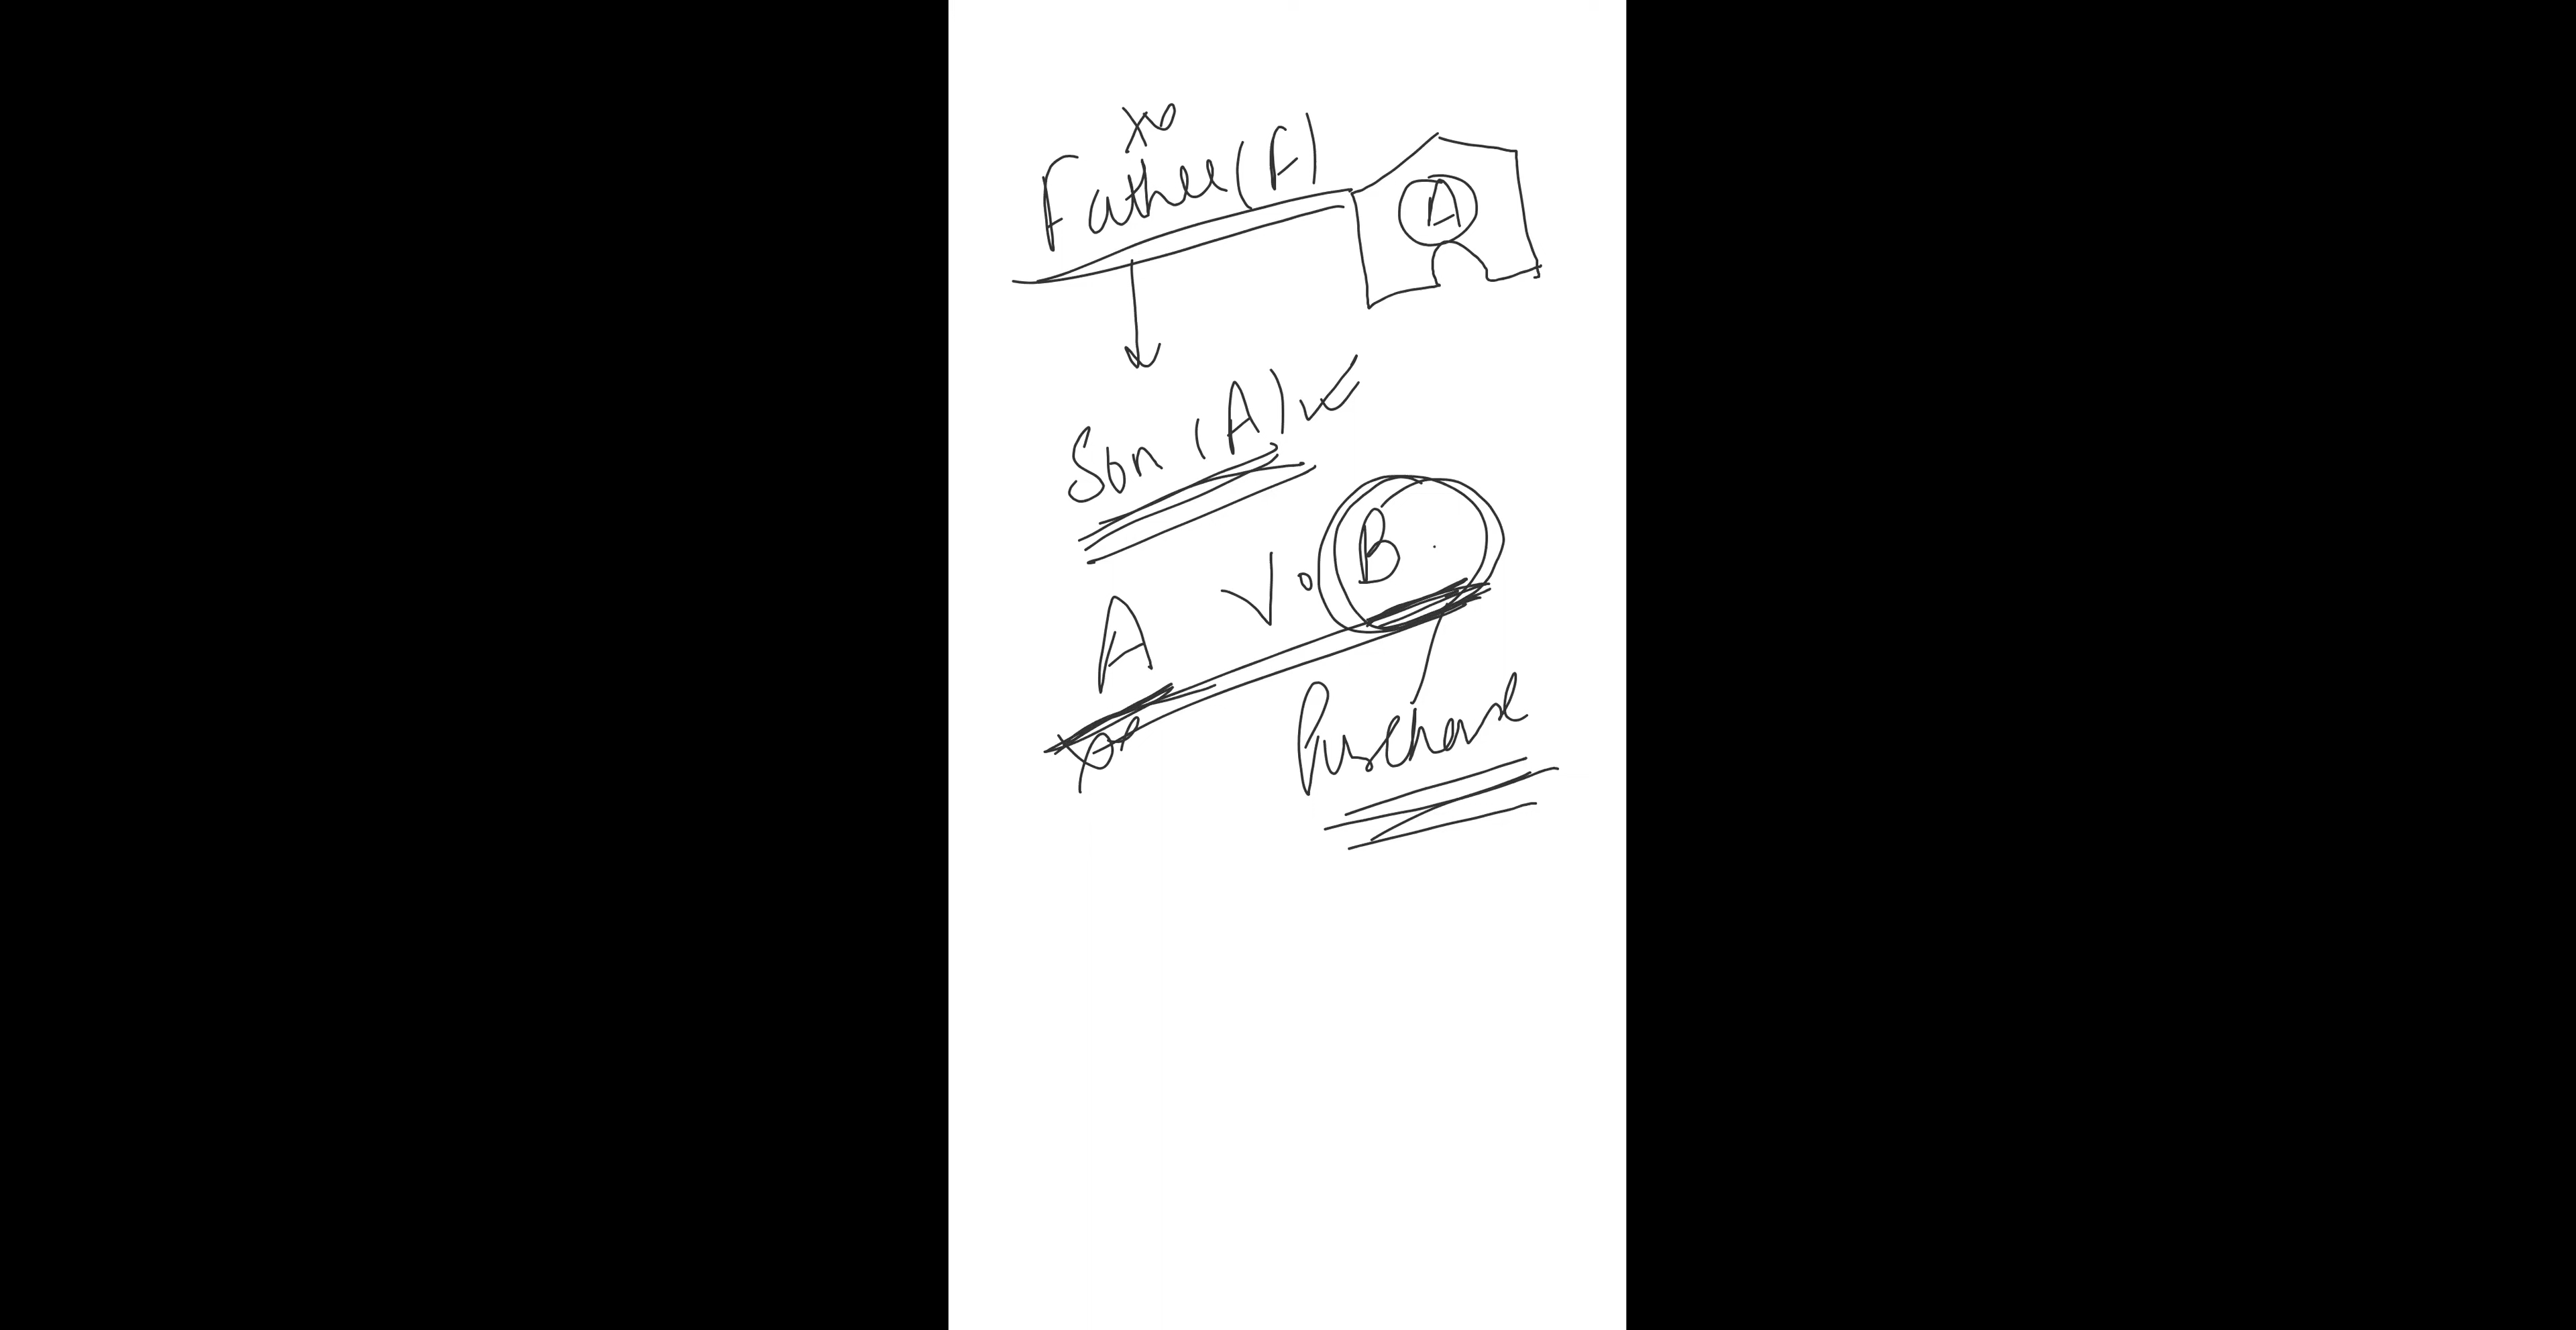 Father (F)
A
Son (A)
A V. B
Purchase